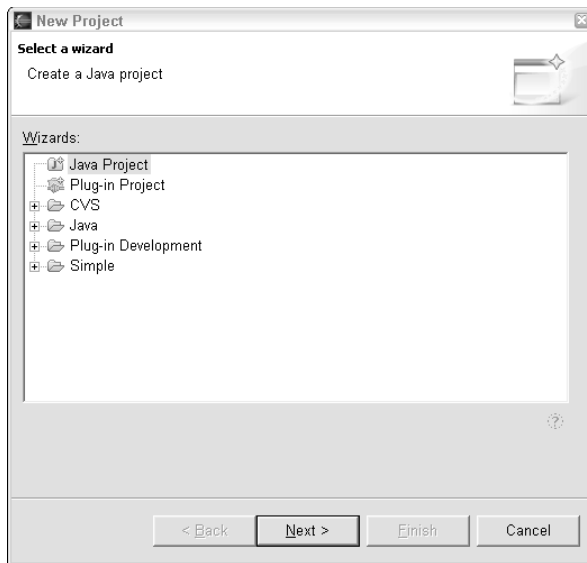 New Project
Select a wizard
Create a Java project
Wizards:
Java Project
Plug-in Project
CVS
Java
Plug-in Development
Simple
?
< Back Next > Finish Cancel